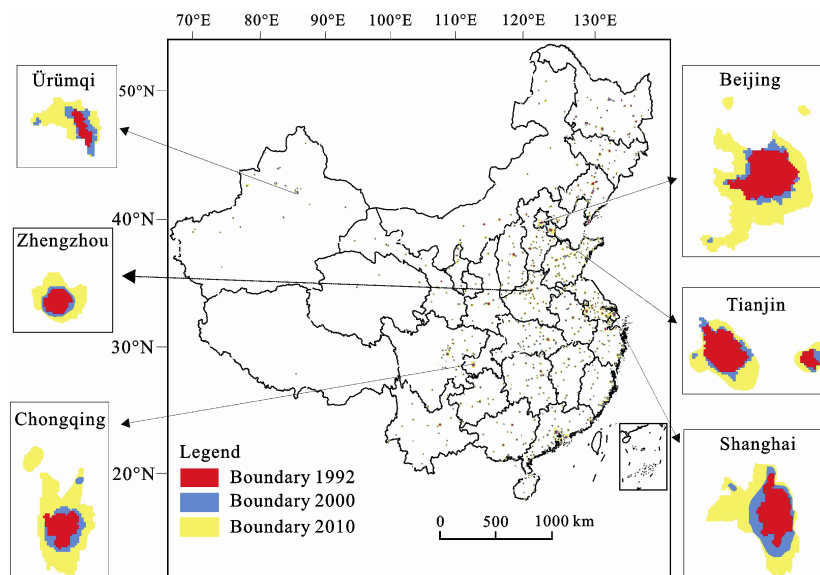 70°E 80°E 90°E 100°E 110°E 120°E 130°E
50°N
40°N
30°N
20°N
Ürümqi
Zhengzhou
Chongqing
Beijing
Tianjin
Shanghai
Legend
Boundary 1992
Boundary 2000
Boundary 2010
0 500 1000 km